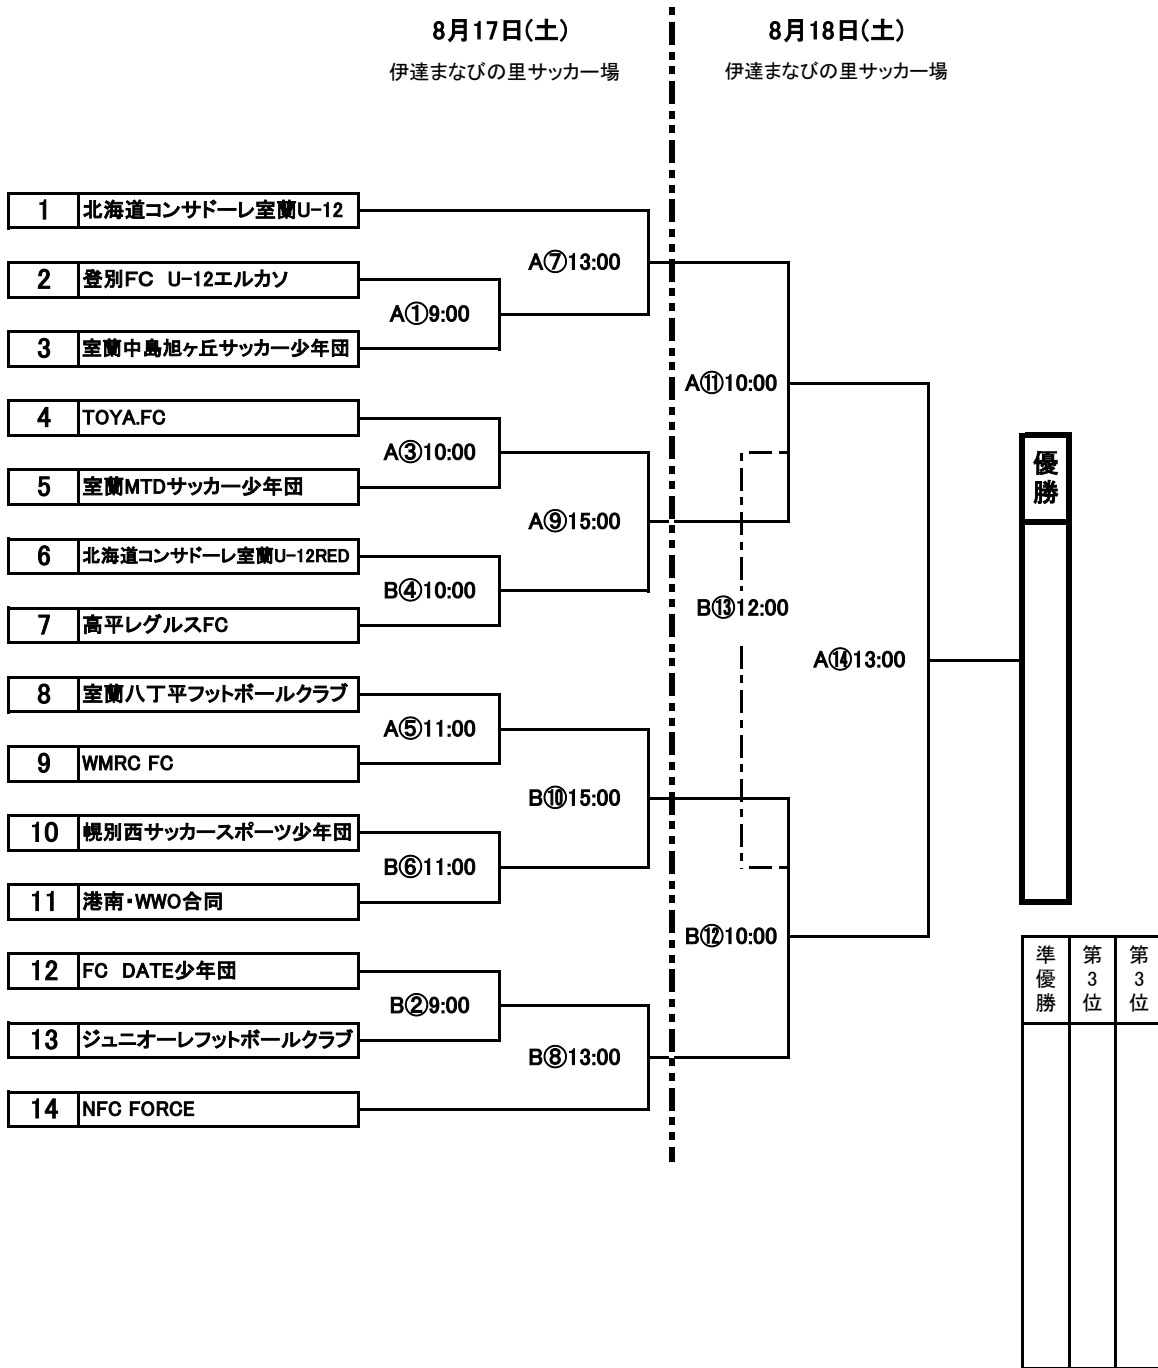 8月17日(土)
8月18日(土)
伊達まなびの里サッカー場
伊達まなびの里サッカー場
1 北海道コンサドーレ室蘭U-12
A⑦13:00
2 登別FC U-12エルカソ
A①9:00
3 室蘭中島旭ヶ丘サッカー少年団
A⑪10:00
4 TOYA.FC
A③10:00
5 室蘭MTDサッカー少年団
A⑨15:00
6 北海道コンサドーレ室蘭U-12RED
B④10:00
B⑬12:00
7 高平レグルスFC
A⑭13:00
8 室蘭八丁平フットボールクラブ
A⑤11:00
9 WMRC FC
B⑩15:00
10 幌別西サッカースポーツ少年団
B⑥11:00
11 港南・WWO合同
B⑫10:00
12 FC DATE少年団
B②9:00
13 ジュニオーレフットボールクラブ
B⑧13:00
14 NFC FORCE
優勝
準優勝
第3位
第3位